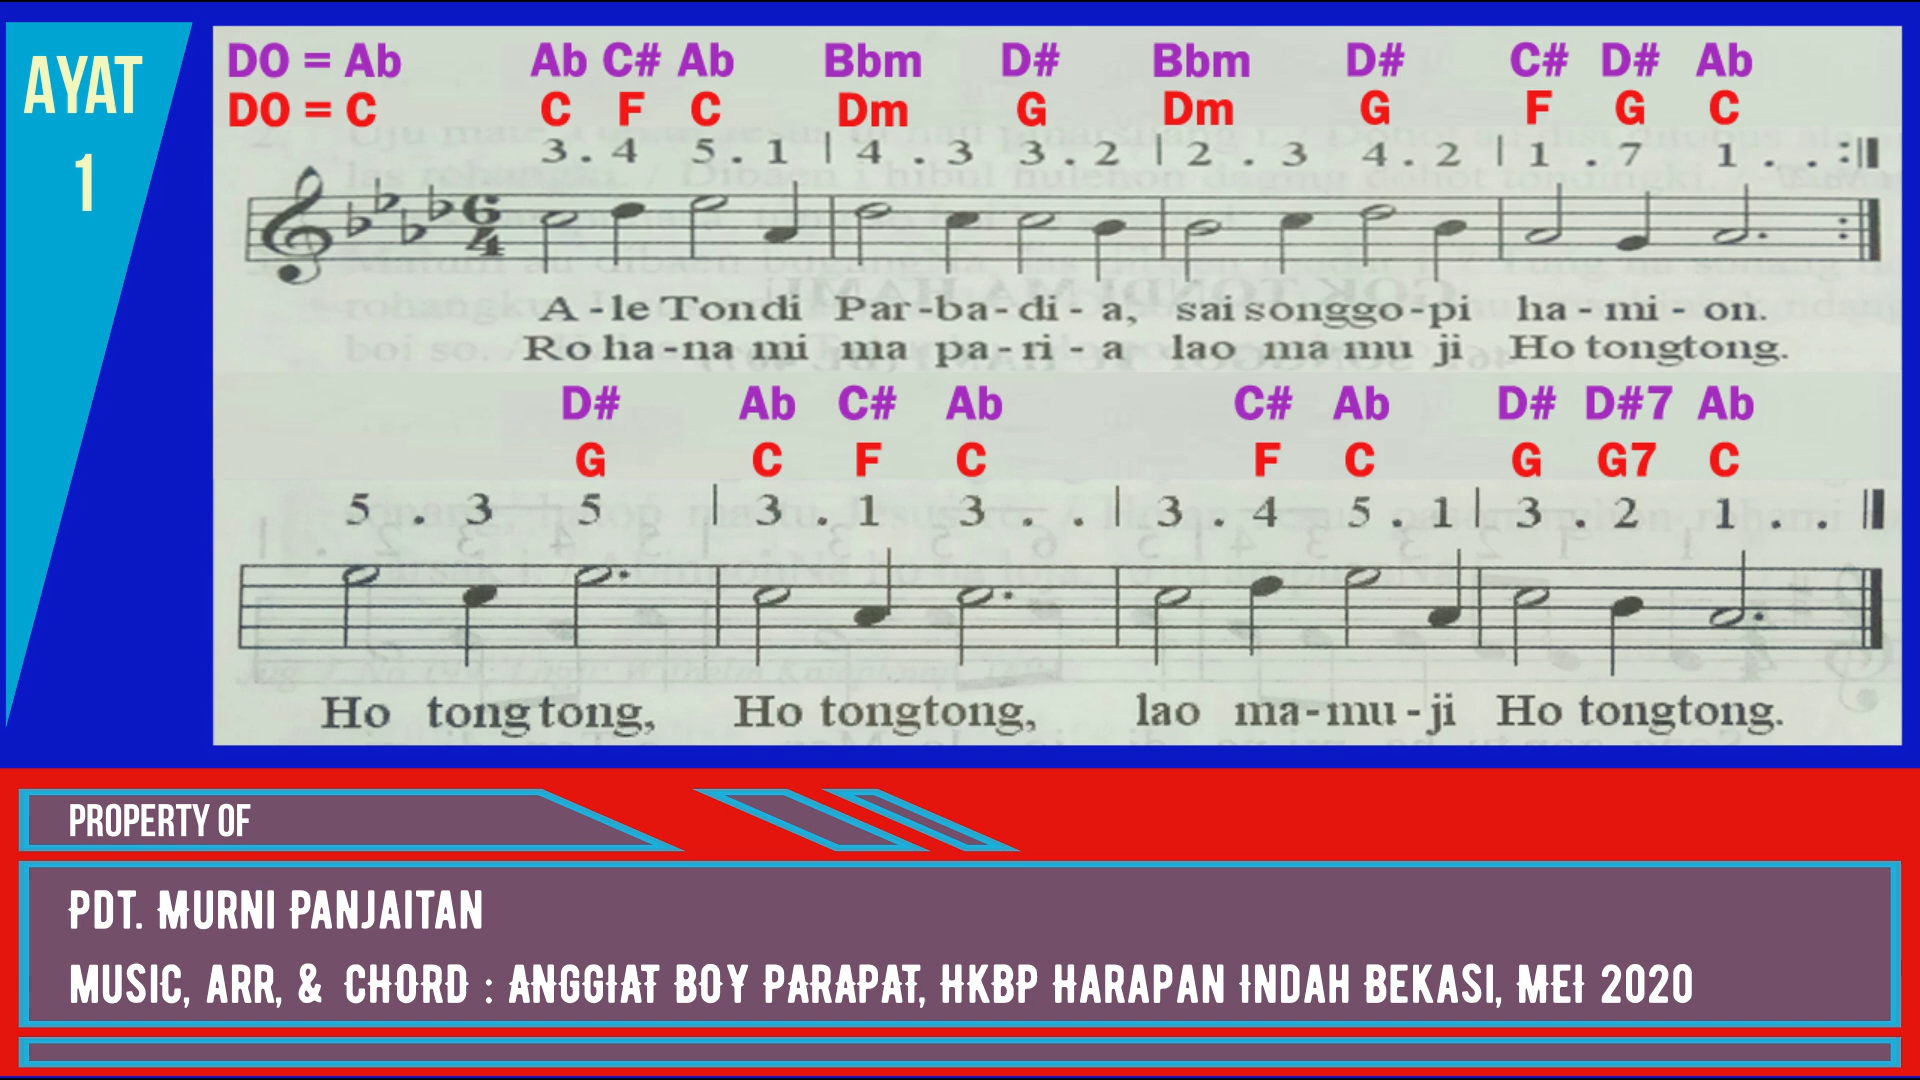 AYAT
1
DO = Ab Ab C# Ab Bbm D# Bbm D# C# D# Ab
DO = C C F C Dm G Dm G F G C
3 . 4 5 . 1 | 4 . 3 3 . 2 | 2 . 3 4 . 2 | 1 . 7 1 . . :||
6
4
A - le Tondi Par - ba - di - a, sai songgo - pi ha - mi - on.
Ro ha - na mi ma pa - ri - a lao ma mu ji Ho tongtong.
D# Ab C# Ab C# Ab D# D#7 Ab
G C F C F C G G7 C
5 . 3 5 | 3 . 1 3 . . | 3 . 4 5 . 1 | 3 . 2 1 . . ||
Ho tong tong, Ho tongtong, lao ma - mu - ji Ho tongtong.
PROPERTY OF
PDT. MURNI PANJAITAN
MUSIC, ARR, & CHORD : ANGGIAT BOY PARAPAT, HKBP HARAPAN INDAH BEKASI, MEI 2020